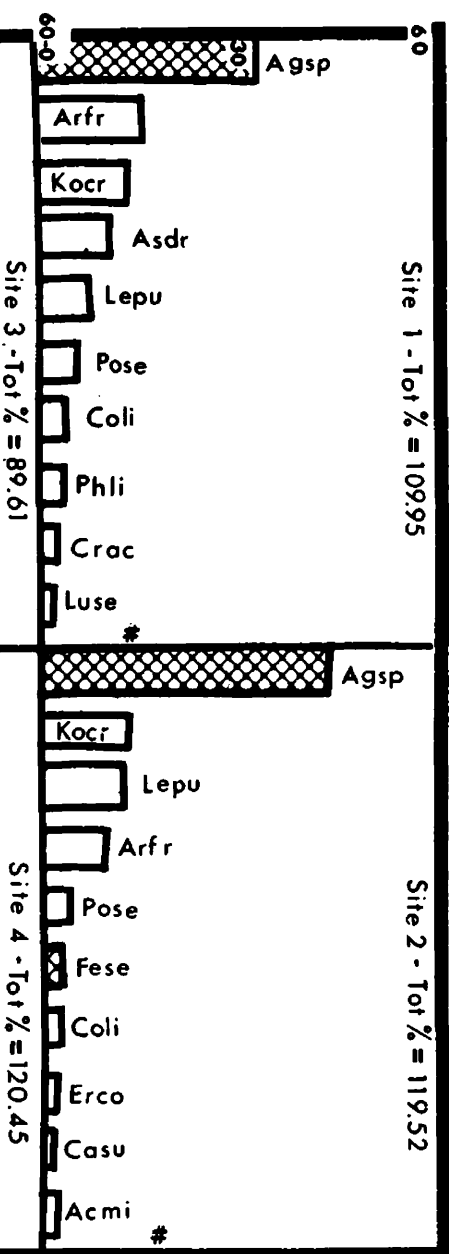 60
30
60-0
Site 1 - Tot % = 109.95
Agsp
Arfr
Kocr
Asdr
Lepu
Pose
Coli
Phli
Crac
Luse
#
Site 3 - Tot % = 89.61
Site 2 - Tot % = 119.52
Agsp
Kocr
Lepu
Arfr
Pose
Fese
Coli
Erco
Casu
Acmi
#
Site 4 - Tot % = 120.45